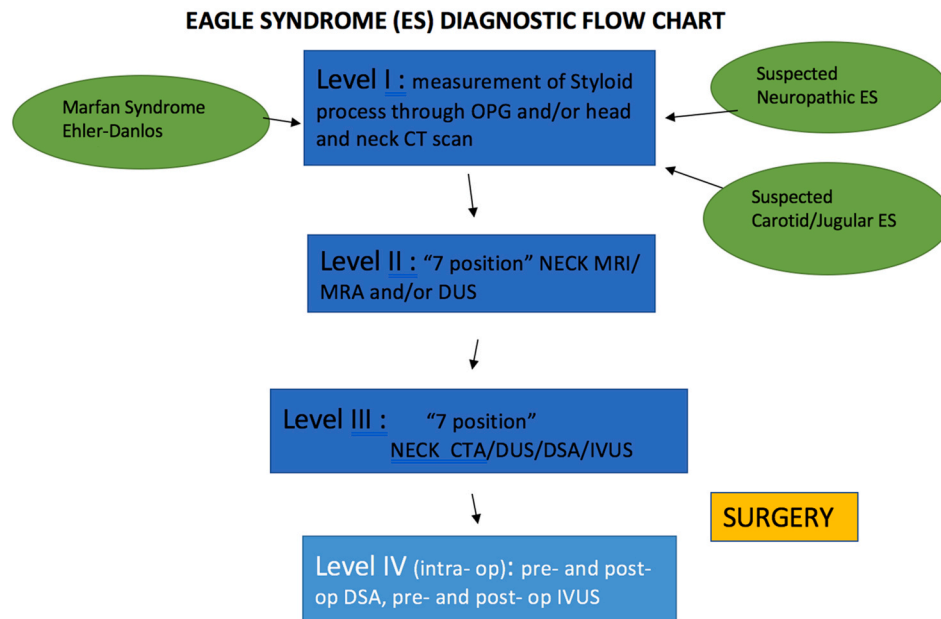 EAGLE SYNDROME (ES) DIAGNOSTIC FLOW CHART
Marfan Syndrome
Ehler-Danlos
Level I : measurement of Styloid
process through OPG and/or head
and neck CT scan
Suspected
Neuropathic ES
Suspected
Carotid/Jugular ES
Level II : “7 position” NECK MRI/
MRA and/or DUS
Level III : “7 position”
NECK CTA/DUS/DSA/IVUS
SURGERY
Level IV (intra- op): pre- and post-
op DSA, pre- and post- op IVUS